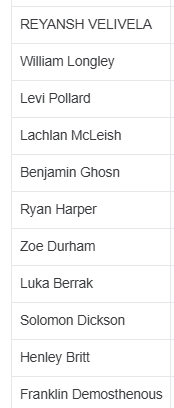 REYANSH VELIVELA
William Longley
Levi Pollard
Lachlan McLeish
Benjamin Ghosn
Ryan Harper
Zoe Durham
Luka Berrak
Solomon Dickson
Henley Britt
Franklin Demosthenous